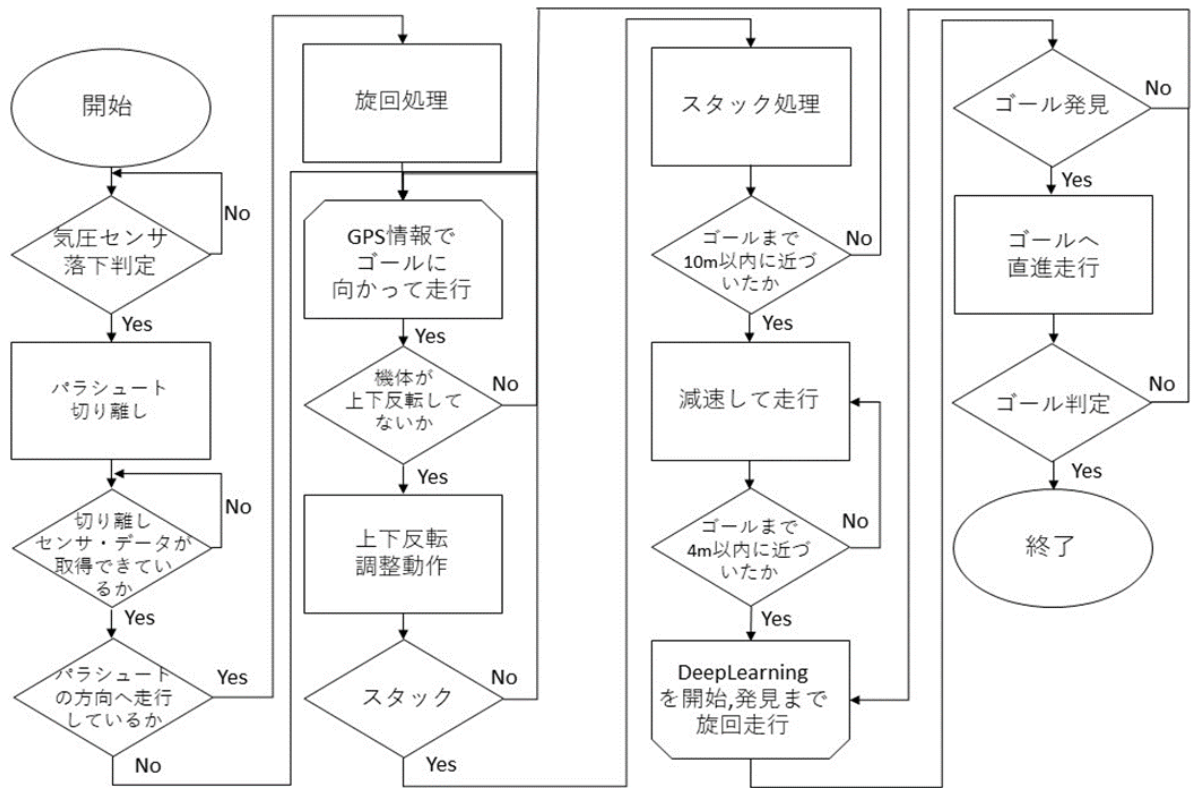 開始
No
気圧センサ
落下判定
Yes
パラシュート
切り離し
No
切り離し
センサ・データが
取得できてい
るか
Yes
パラシュート
の方向へ走行
しているか
Yes
No
旋回処理
GPS情報で
ゴールに
向かって走行
Yes
機体が
上下反転して
ないか
No
Yes
上下反転
調整動作
スタック
No
Yes
スタック処理
ゴールまで
10m以内に近づ
いたか
No
Yes
減速して走行
ゴールまで
4m以内に近づ
いたか
No
Yes
DeepLearning
を開始,発見まで
旋回走行
ゴール発見
No
Yes
ゴールへ
直進走行
ゴール判定
No
Yes
終了